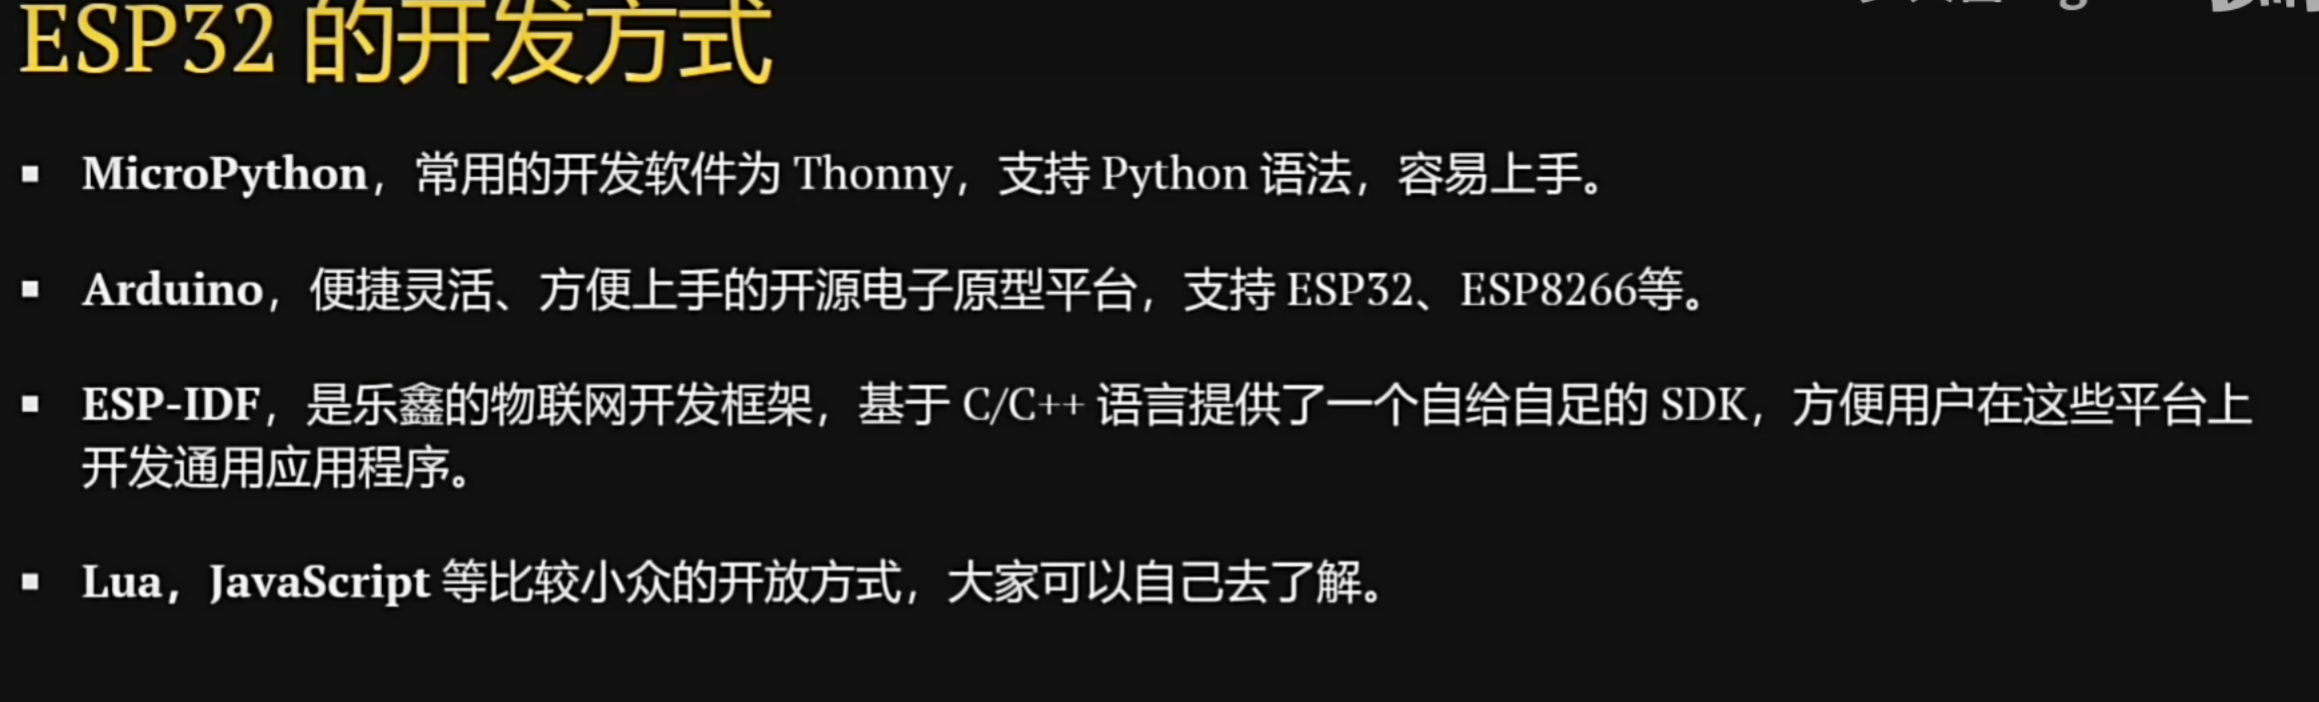 ESP32 的开发方式
▪ MicroPython，常用的开发软件为 Thonny，支持 Python 语法，容易上手。
▪ Arduino，便捷灵活、方便上手的开源电子原型平台，支持 ESP32、ESP8266等。
▪ ESP-IDF，是乐鑫的物联网开发框架，基于 C/C++ 语言提供了一个自给自足的 SDK，方便用户在这些平台上
开发通用应用程序。
▪ Lua，JavaScript 等比较小众的开放方式，大家可以自己去了解。